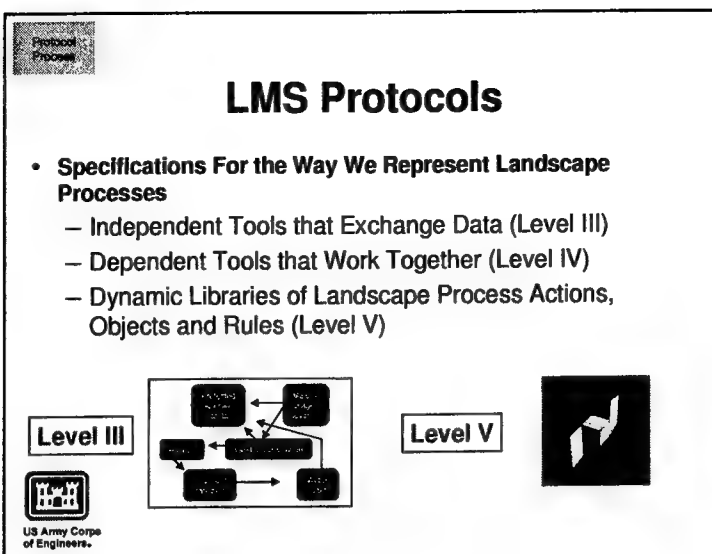 Protocol
Process
LMS Protocols
• Specifications For the Way We Represent Landscape
Processes
– Independent Tools that Exchange Data (Level III)
– Dependent Tools that Work Together (Level IV)
– Dynamic Libraries of Landscape Process Actions,
Objects and Rules (Level V)
Level III
Level V
US Army Corps
of Engineers.